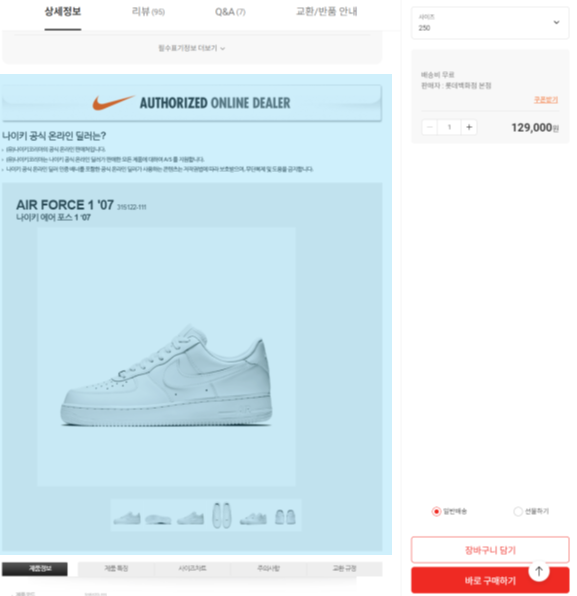 상세정보
리뷰 (95)
Q&A (7)
교환/반품 안내
필수표기정보 더보기
AUTHORIZED ONLINE DEALER
나이키 공식 온라인 딜러는?
AIR FORCE 1 '07 315122-111
나이키 에어 포스 1 '07
제품정보
제품 특징
사이즈차트
주의사항
교환 규정
사이즈
250
배송비 무료
판매자 : 롯데백화점 본점
쿠폰받기
1
129,000원
일반배송
선물하기
장바구니 담기
바로 구매하기